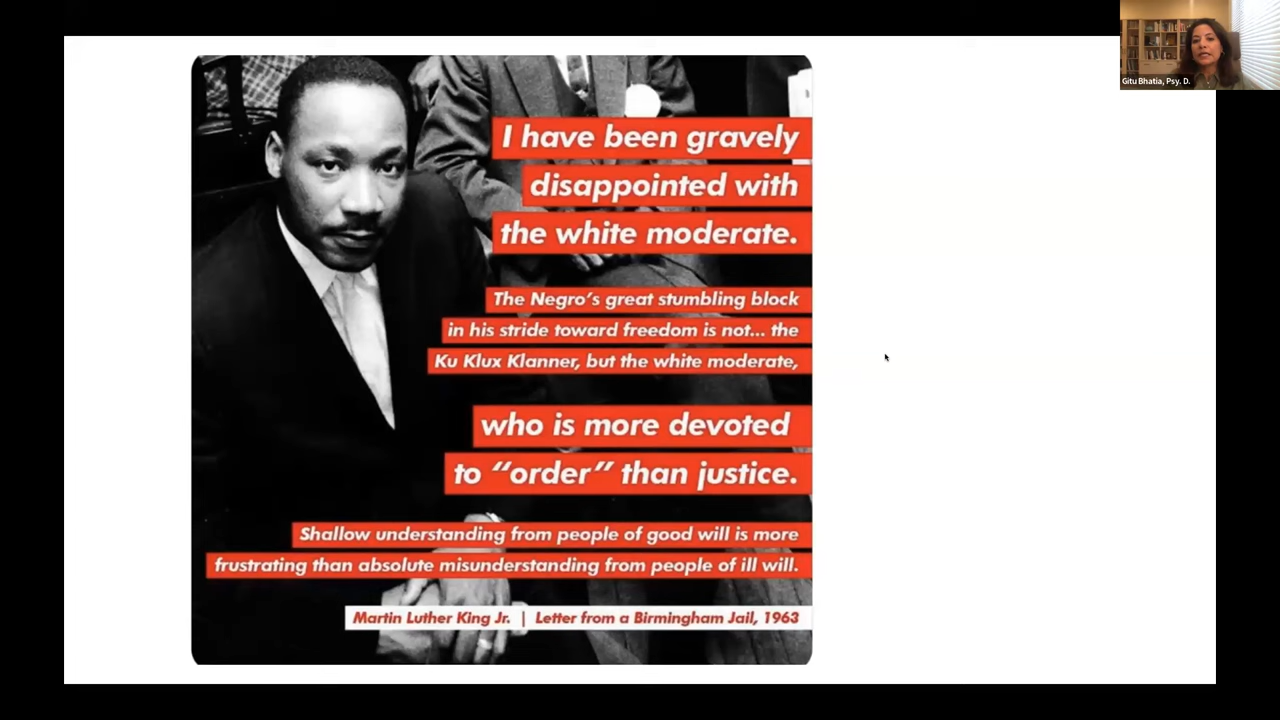 I have been gravely
disappointed with
the white moderate.
The Negro's great stumbling block
in his stride toward freedom is not... the
Ku Klux Klanner, but the white moderate,
who is more devoted
to “order” than justice.
Shallow understanding from people of good will is more
frustrating than absolute misunderstanding from people of ill will.
Martin Luther King Jr. | Letter from a Birmingham Jail, 1963
Gitu Bhatia, Psy. D.